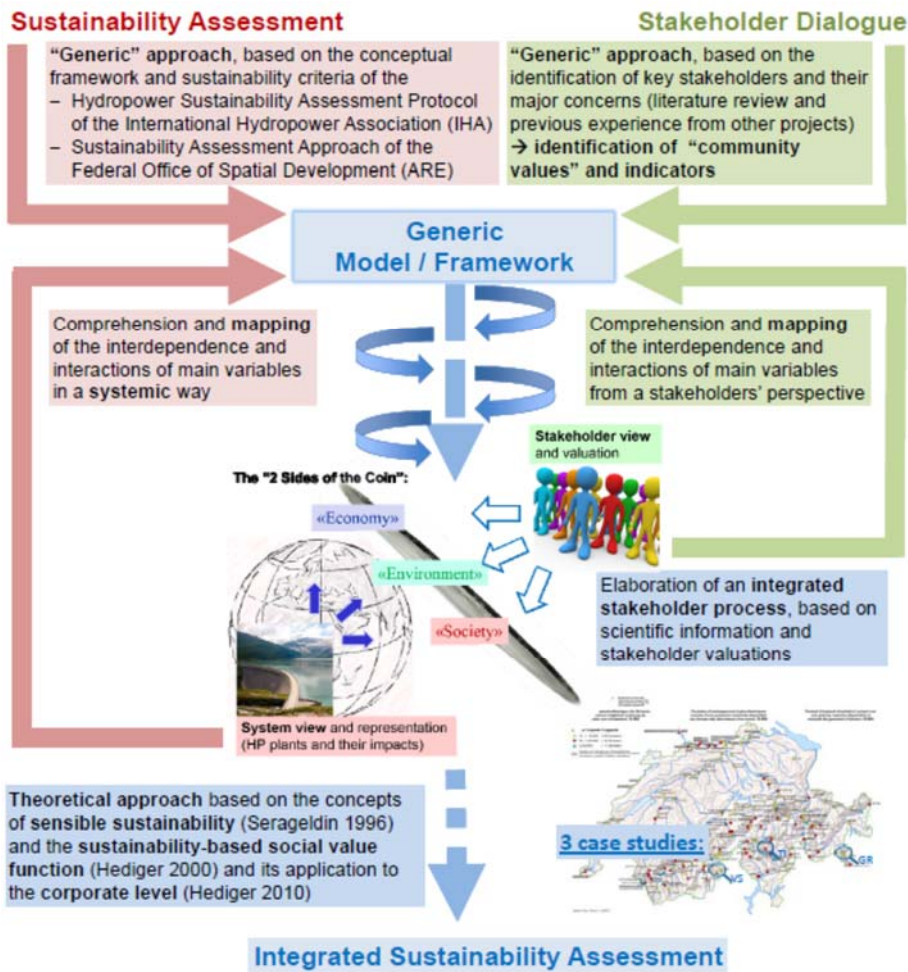 Sustainability Assessment
Stakeholder Dialogue
“Generic” approach, based on the conceptual
framework and sustainability criteria of the
– Hydropower Sustainability Assessment Protocol
of the International Hydropower Association (IHA)
– Sustainability Assessment Approach of the
Federal Office of Spatial Development (ARE)
“Generic” approach, based on the
identification of key stakeholders and their
major concerns (literature review and
previous experience from other projects)
→ identification of “community
values” and indicators
Generic
Model / Framework
Comprehension and mapping
of the interdependence and
interactions of main variables
in a systemic way
Comprehension and mapping
of the interdependence and
interactions of main variables
from a stakeholders’ perspective
Stakeholder view
and valuation
The "2 Sides of the Coin":
«Economy»
«Environment»
«Society»
Elaboration of an integrated
stakeholder process, based on
scientific information and
stakeholder valuations
System view and representation
(HP plants and their impacts)
Theoretical approach based on the concepts
of sensible sustainability (Serageldin 1996)
and the sustainability-based social value
function (Hediger 2000) and its application to
the corporate level (Hediger 2010)
3 case studies:
VS
TI
GR
Integrated Sustainability Assessment